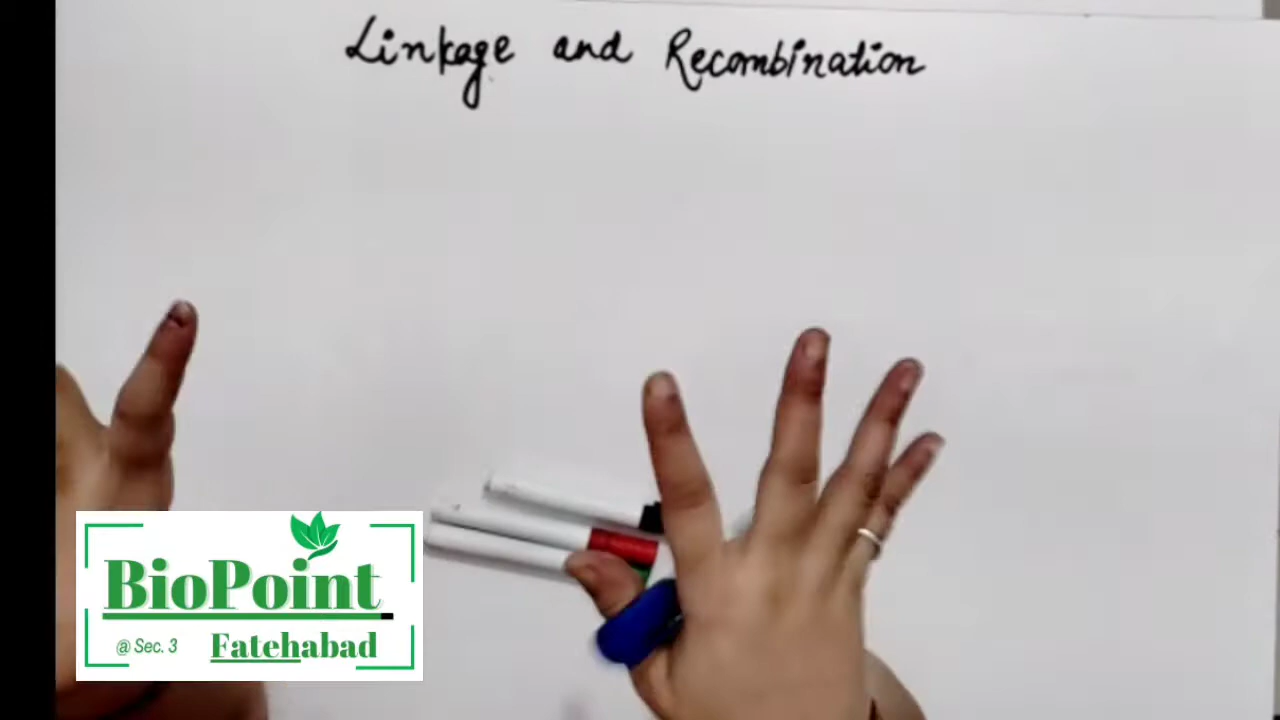 Linkage and Recombination
BioPoint
@ Sec. 3 Fatehabad